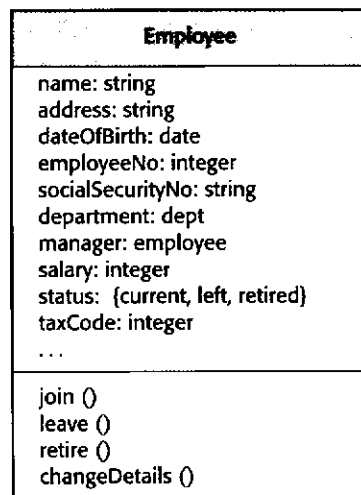 Employee
name: string
address: string
dateOfBirth: date
employeeNo: integer
socialSecurityNo: string
department: dept
manager: employee
salary: integer
status: {current, left, retired}
taxCode: integer
. . .
join ()
leave ()
retire ()
changeDetails ()